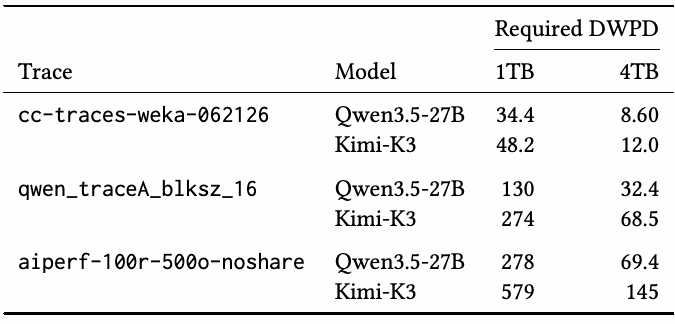 Required DWPD
Trace Model 1TB 4TB
cc-traces-weka-062126 Qwen3.5-27B 34.4 8.60
Kimi-K3 48.2 12.0
qwen_traceA_blksz_16 Qwen3.5-27B 130 32.4
Kimi-K3 274 68.5
aiperf-100r-500o-noshare Qwen3.5-27B 278 69.4
Kimi-K3 579 145